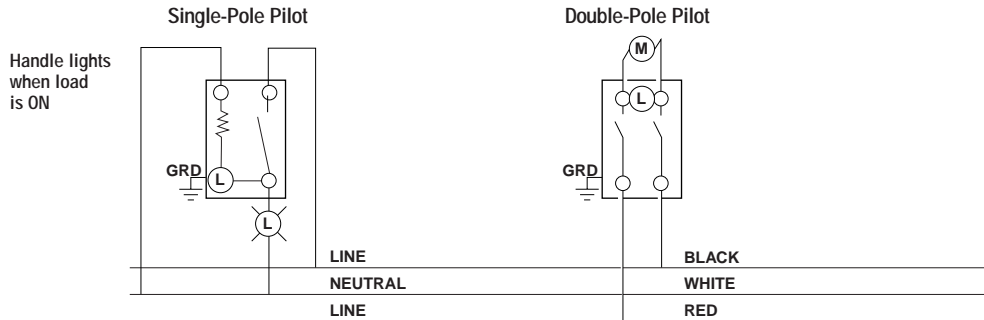 Single-Pole Pilot
Double-Pole Pilot
Handle lights
when load
is ON
M
L
GRD
L
GRD
L
LINE
BLACK
NEUTRAL
WHITE
LINE
RED